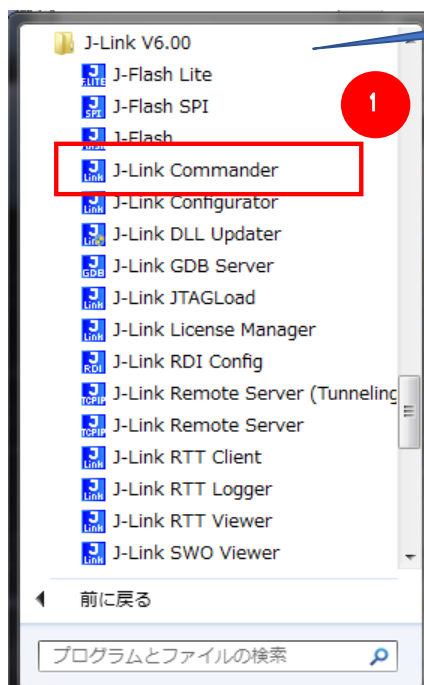 J-Link V6.00
J-Flash Lite
J-Flash SPI
1
J-Flash
J-Link Commander
J-Link Configurator
J-Link DLL Updater
J-Link GDB Server
J-Link JTAGLoad
J-Link License Manager
J-Link RDI Config
J-Link Remote Server (Tunneling
J-Link Remote Server
J-Link RTT Client
J-Link RTT Logger
J-Link RTT Viewer
J-Link SWO Viewer
前に戻る
プログラムとファイルの検索